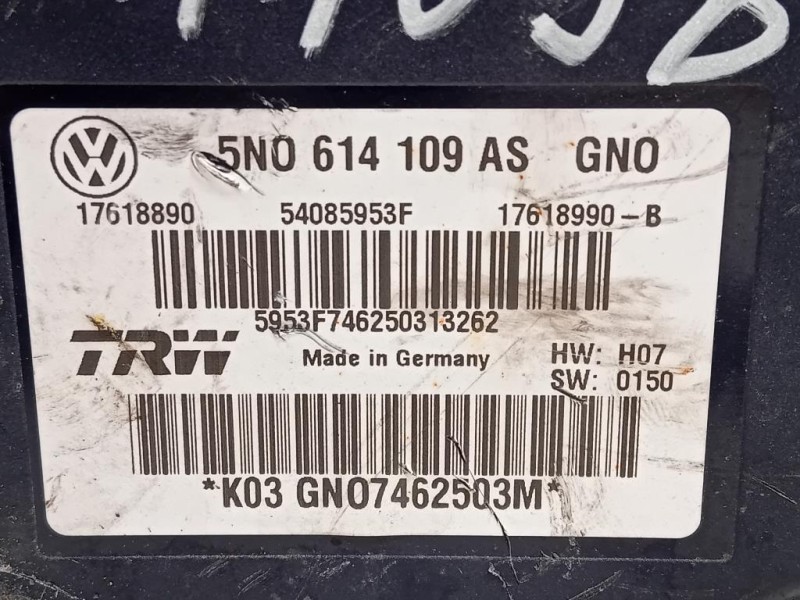 5N0 614 109 AS GNO
17618890 54085953F 17618990-B
5953F746250313262
TRW Made in Germany HW: H07
SW: 0150
*K03 GNO7462503M*